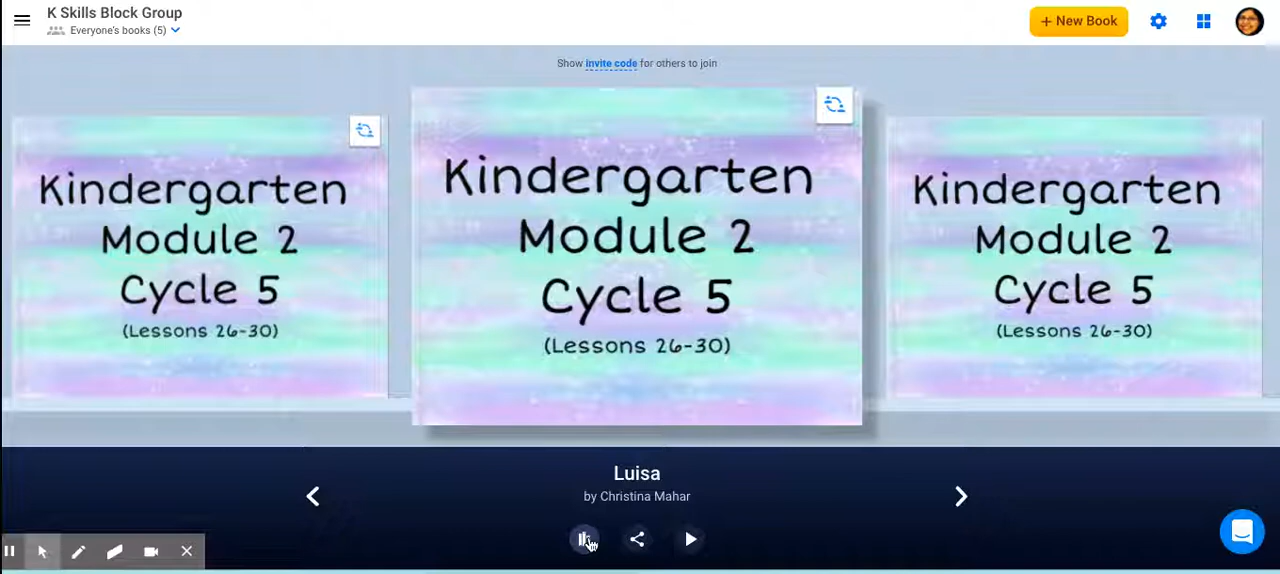 K Skills Block Group
Everyone's books (5)
+ New Book
Show invite code for others to join
Kindergarten
Module 2
Cycle 5
(Lessons 26-30)
Kindergarten
Module 2
Cycle 5
(Lessons 26-30)
Kindergarten
Module 2
Cycle 5
(Lessons 26-30)
Luisa
by Christina Mahar